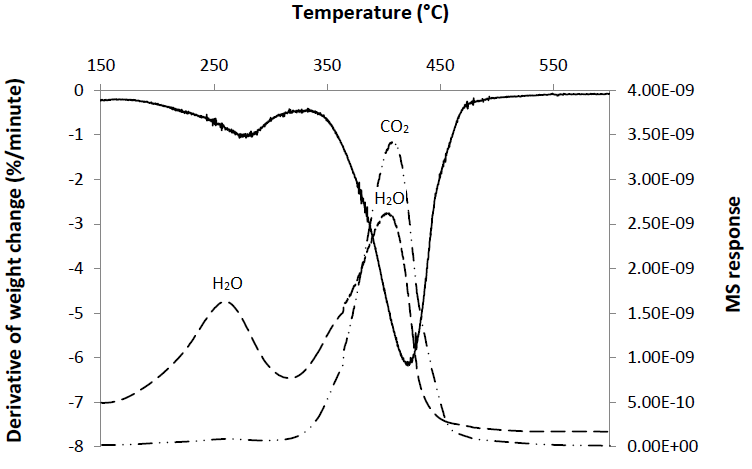 Temperature (°C)
150 250 350 450 550
Derivative of weight change (%/minute)
0
-1
-2
-3
-4
-5
-6
-7
-8
CO₂
H₂O
H₂O
4.00E-09
3.50E-09
3.00E-09
2.50E-09
2.00E-09
1.50E-09
1.00E-09
5.00E-10
0.00E+00
MS response